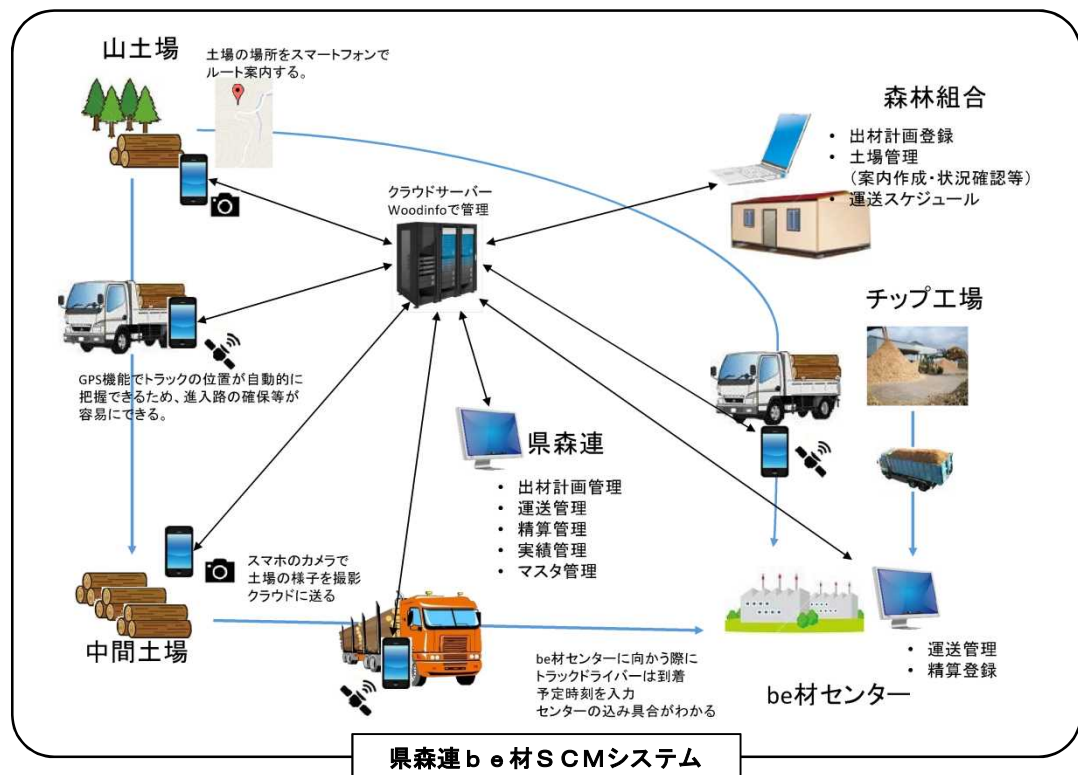 山土場
土場の場所をスマートフォンで
ルート案内する。
森林組合
・ 出材計画登録
・ 土場管理
（案内作成・状況確認等）
・ 運送スケジュール
クラウドサーバー
Woodinfoで管理
チップ工場
GPS機能でトラックの位置が自動的に
把握できるため、進入路の確保等が
容易にできる。
県森連
・ 出材計画管理
・ 運送管理
・ 精算管理
・ 実績管理
・ マスタ管理
スマホのカメラで
土場の様子を撮影
クラウドに送る
中間土場
be材センターに向かう際に
トラックドライバーは到着
予定時刻を入力
センターの込み具合がわかる
・ 運送管理
・ 精算登録
be材センター
県森連ｂｅ材ＳＣＭシステム